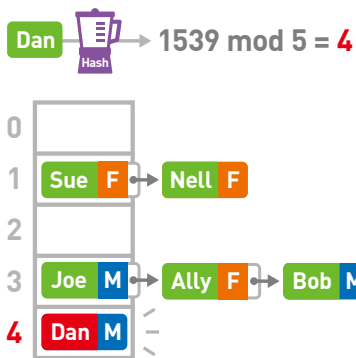 Dan Hash 1539 mod 5 = 4
0
1 Sue F Nell F
2
3 Joe M Ally F Bob M
4 Dan M